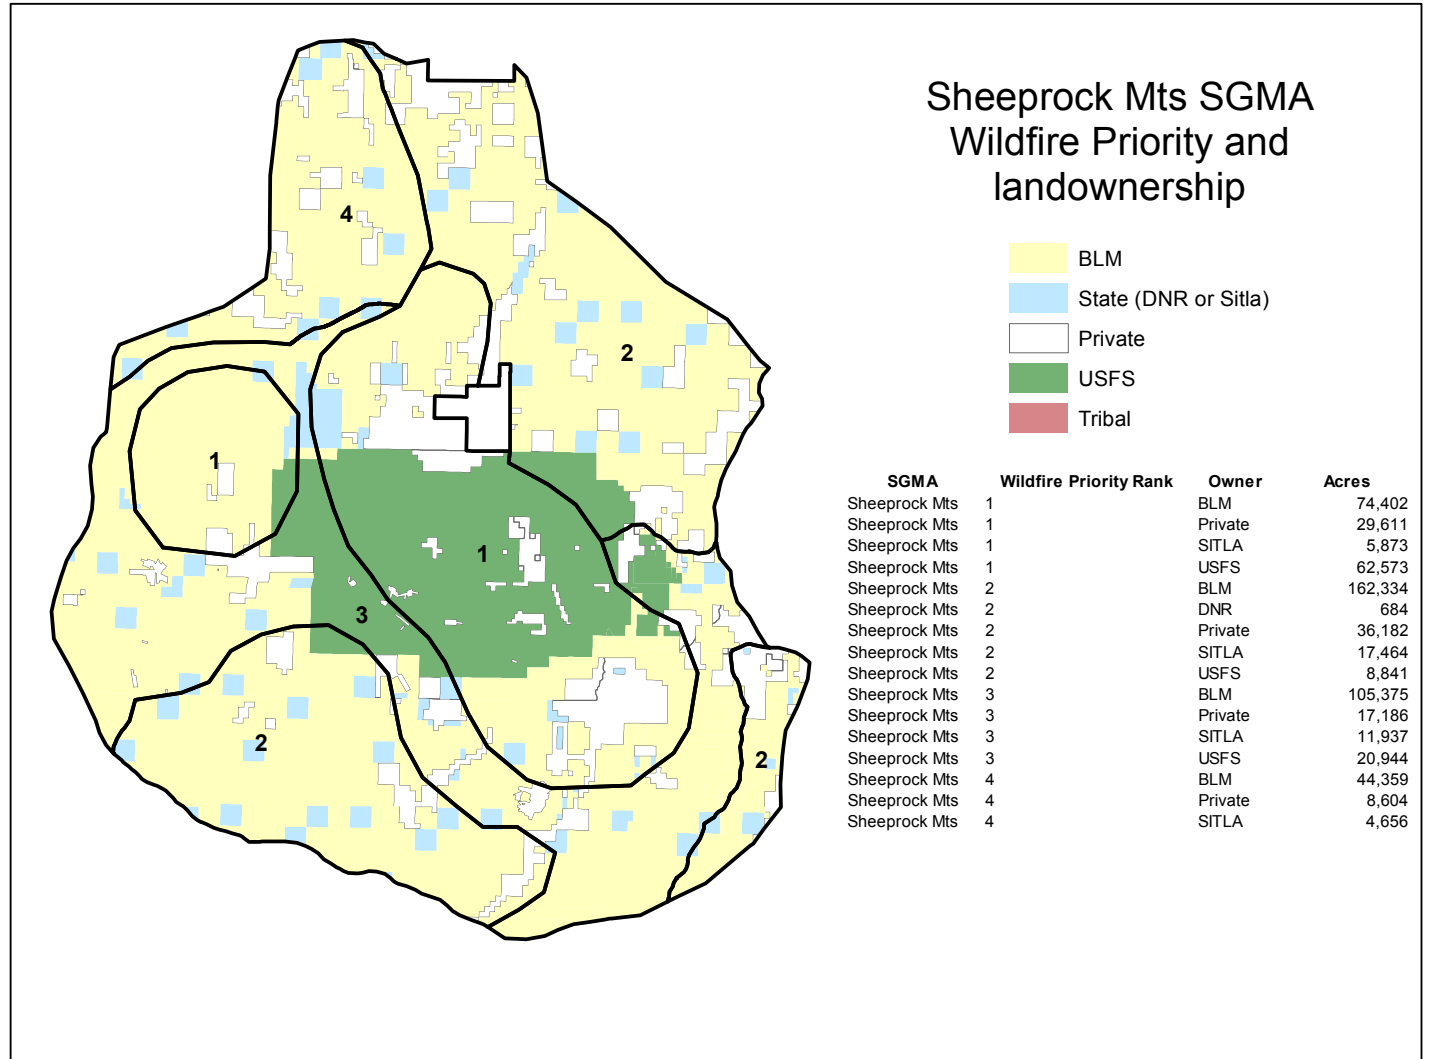 Sheeprock Mts SGMA
Wildfire Priority and
landownership
BLM
State (DNR or Sitla)
Private
USFS
Tribal
SGMA Wildfire Priority Rank Owner Acres
Sheeprock Mts 1 BLM 74,402
Sheeprock Mts 1 Private 29,611
Sheeprock Mts 1 SITLA 5,873
Sheeprock Mts 1 USFS 62,573
Sheeprock Mts 2 BLM 162,334
Sheeprock Mts 2 DNR 684
Sheeprock Mts 2 Private 36,182
Sheeprock Mts 2 SITLA 17,464
Sheeprock Mts 2 USFS 8,841
Sheeprock Mts 3 BLM 105,375
Sheeprock Mts 3 Private 17,186
Sheeprock Mts 3 SITLA 11,937
Sheeprock Mts 3 USFS 20,944
Sheeprock Mts 4 BLM 44,359
Sheeprock Mts 4 Private 8,604
Sheeprock Mts 4 SITLA 4,656
4
2
1
1
3
2
2